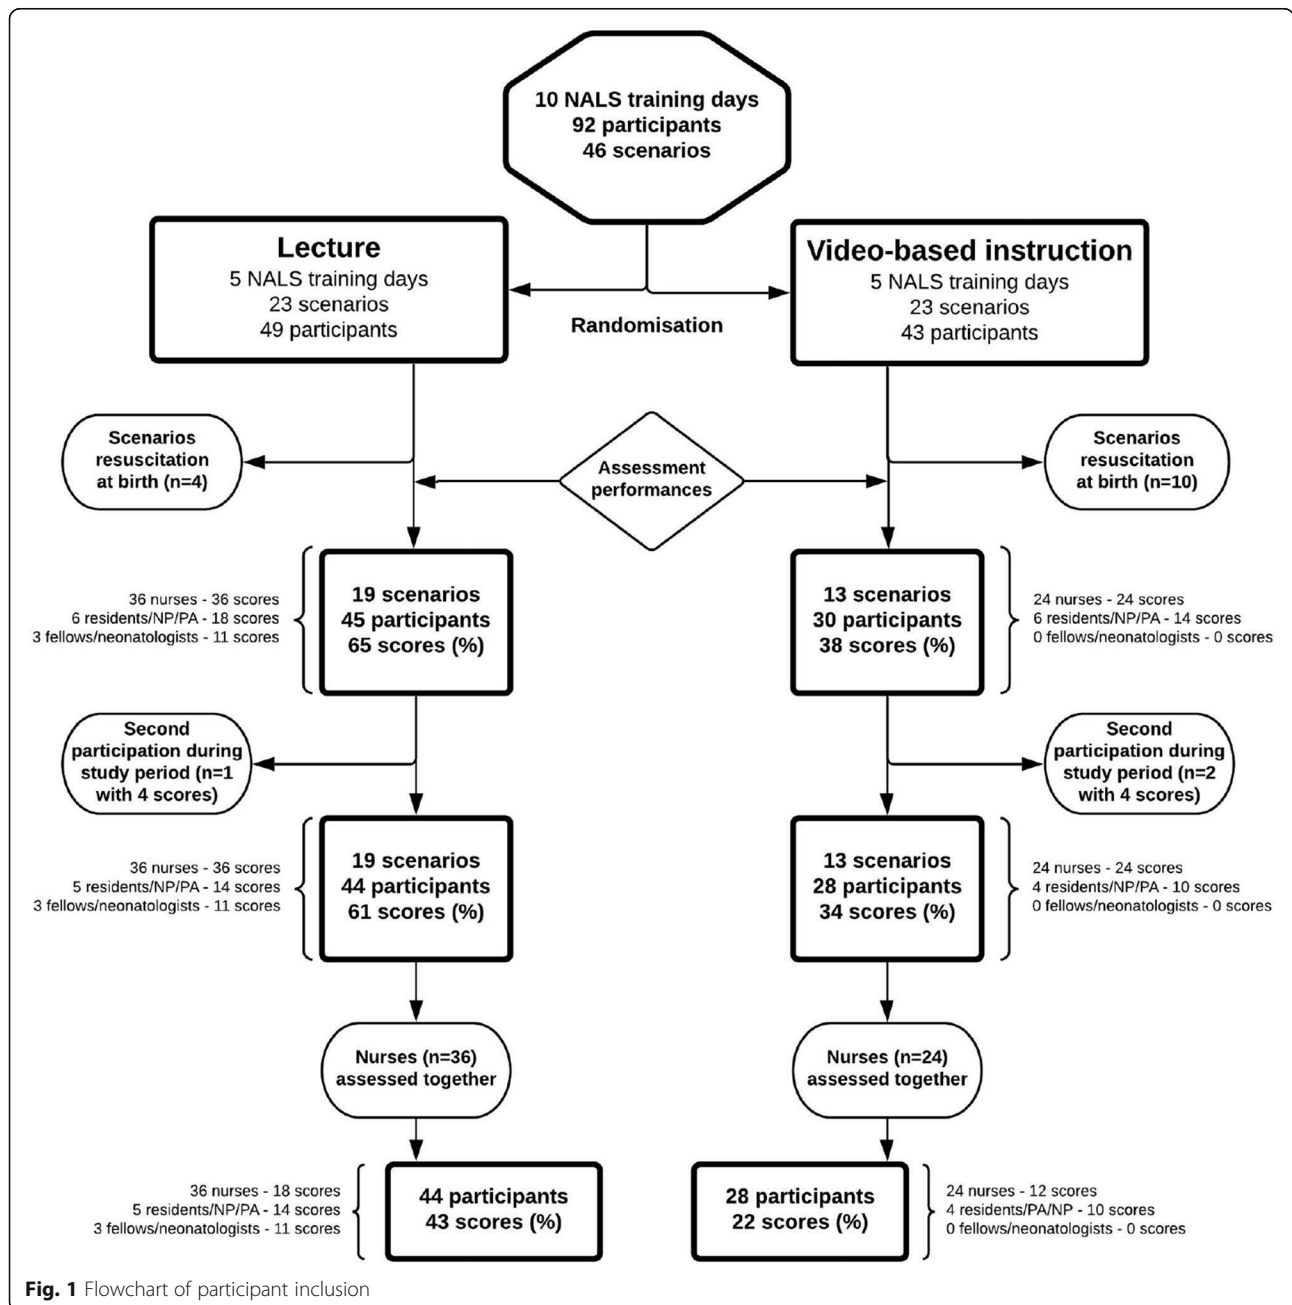 10 NALS training days
92 participants
46 scenarios
Lecture
5 NALS training days
23 scenarios
49 participants
Randomisation
Video-based instruction
5 NALS training days
23 scenarios
43 participants
Scenarios
resuscitation
at birth (n=4)
Assessment
performances
Scenarios
resuscitation
at birth (n=10)
36 nurses - 36 scores
6 residents/NP/PA - 18 scores
3 fellows/neonatologists - 11 scores
19 scenarios
45 participants
65 scores (%)
13 scenarios
30 participants
38 scores (%)
24 nurses - 24 scores
6 residents/NP/PA - 14 scores
0 fellows/neonatologists - 0 scores
Second
participation during
study period (n=1
with 4 scores)
Second
participation during
study period (n=2
with 4 scores)
36 nurses - 36 scores
5 residents/NP/PA - 14 scores
3 fellows/neonatologists - 11 scores
19 scenarios
44 participants
61 scores (%)
13 scenarios
28 participants
34 scores (%)
24 nurses - 24 scores
4 residents/NP/PA - 10 scores
0 fellows/neonatologists - 0 scores
Nurses (n=36)
assessed together
Nurses (n=24)
assessed together
36 nurses - 18 scores
5 residents/NP/PA - 14 scores
3 fellows/neonatologists - 11 scores
44 participants
43 scores (%)
28 participants
22 scores (%)
24 nurses - 12 scores
4 residents/PA/NP - 10 scores
0 fellows/neonatologists - 0 scores
Fig. 1 Flowchart of participant inclusion